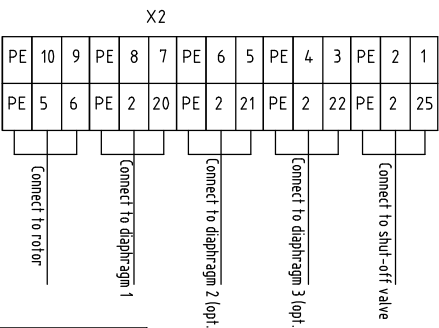 X2
PE 10 9 PE 8 7 PE 6 5 PE 4 3 PE 2 1
PE 5 6 PE 2 20 PE 2 21 PE 2 22 PE 2 25
Connect to rotor
Connect to diaphragm 1
Connect to diaphragm 2 (opt.
Connect to diaphragm 3 (opt.
Connect to shut-off valve